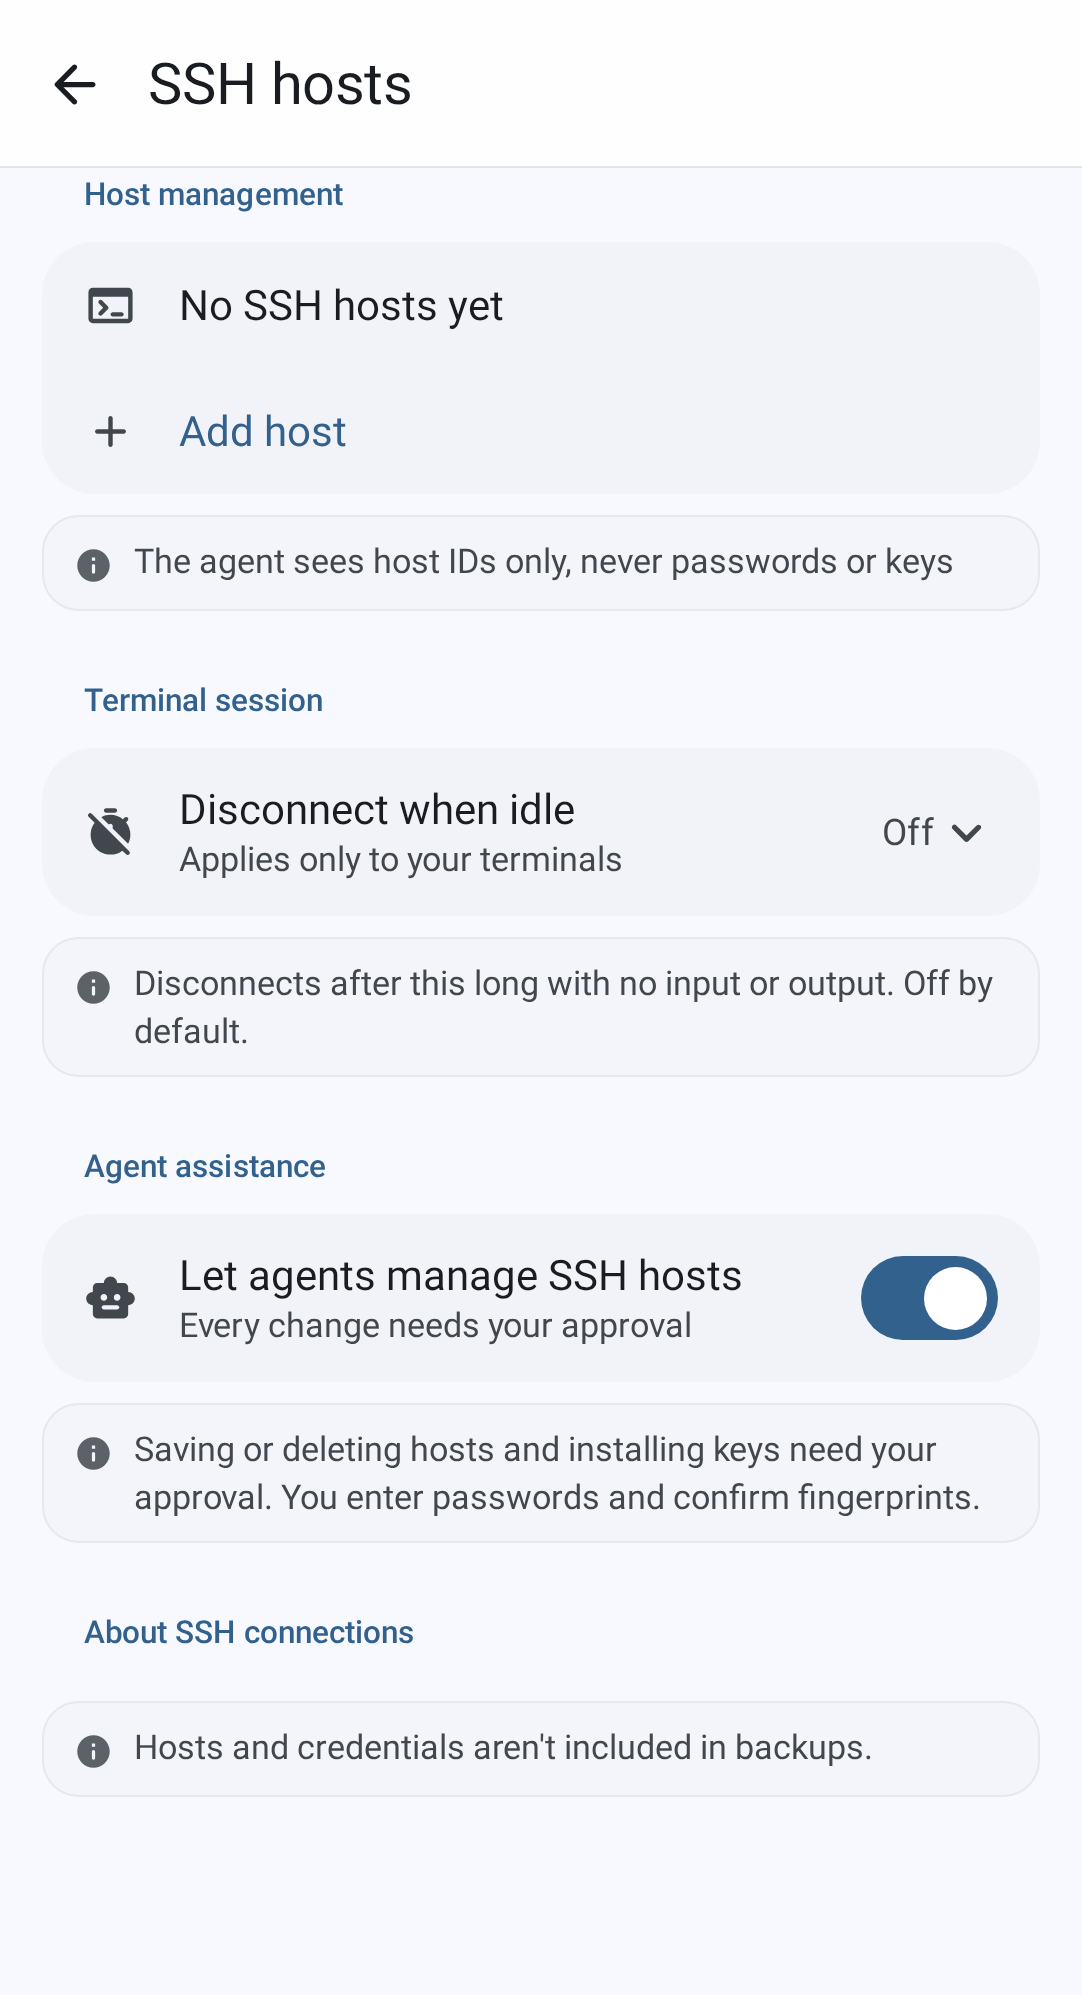 SSH hosts
Host management
No SSH hosts yet
Add host
The agent sees host IDs only, never passwords or keys
Terminal session
Disconnect when idle
Applies only to your terminals
Off
Disconnects after this long with no input or output. Off by
default.
Agent assistance
Let agents manage SSH hosts
Every change needs your approval
Saving or deleting hosts and installing keys need your
approval. You enter passwords and confirm fingerprints.
About SSH connections
Hosts and credentials aren't included in backups.